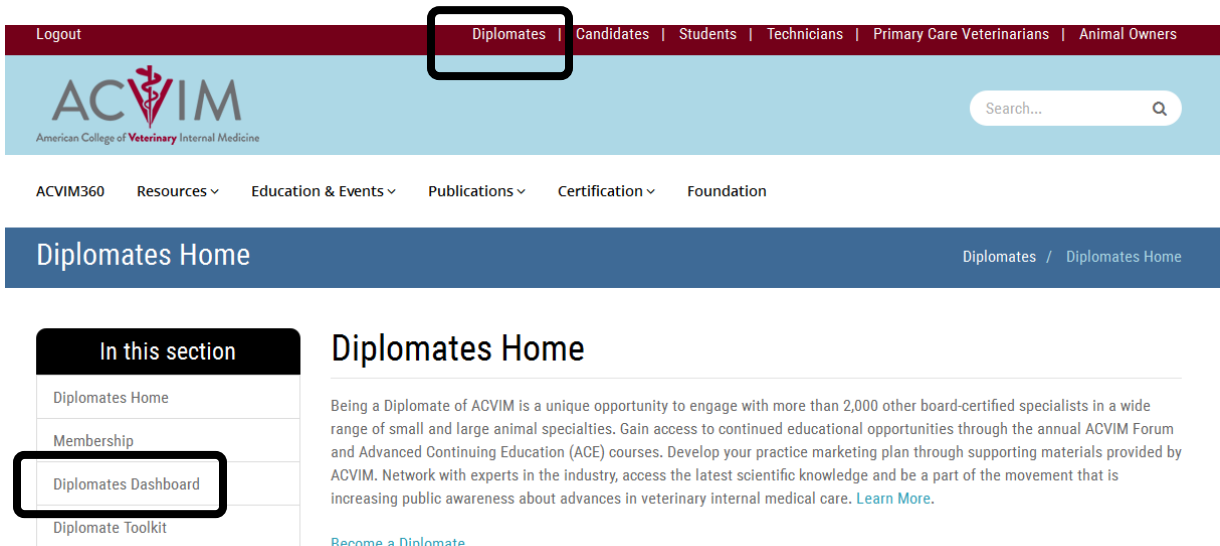 Logout
Diplomates | Candidates | Students | Technicians | Primary Care Veterinarians | Animal Owners
ACVIM
American College of Veterinary Internal Medicine
Search...
ACVIM360 Resources Education & Events Publications Certification Foundation
Diplomates Home
Diplomates / Diplomates Home
In this section
Diplomates Home
Membership
Diplomates Dashboard
Diplomate Toolkit
Diplomates Home
Being a Diplomate of ACVIM is a unique opportunity to engage with more than 2,000 other board-certified specialists in a wide
range of small and large animal specialties. Gain access to continued educational opportunities through the annual ACVIM Forum
and Advanced Continuing Education (ACE) courses. Develop your practice marketing plan through supporting materials provided by
ACVIM. Network with experts in the industry, access the latest scientific knowledge and be a part of the movement that is
increasing public awareness about advances in veterinary internal medical care. Learn More.
Become a Diplomate